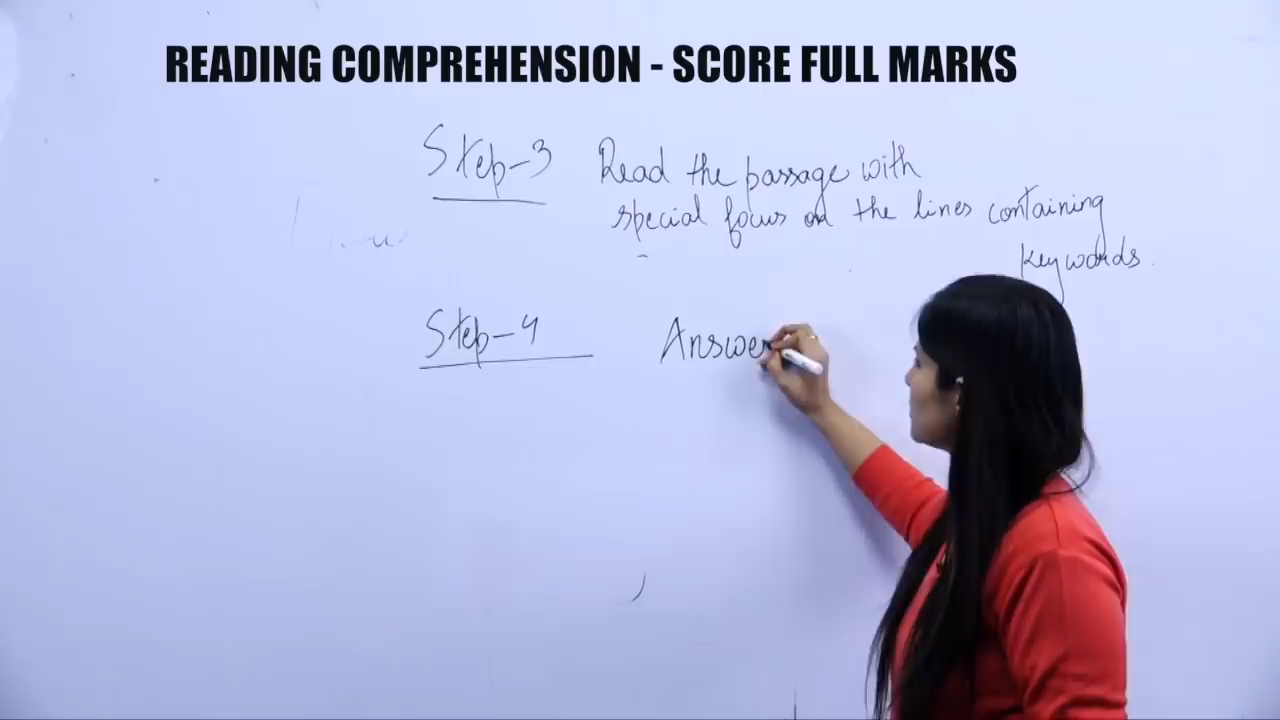 READING COMPREHENSION - SCORE FULL MARKS
Step-3 Read the passage with
special focus on the lines containing
keywords.
Step-4 Answer